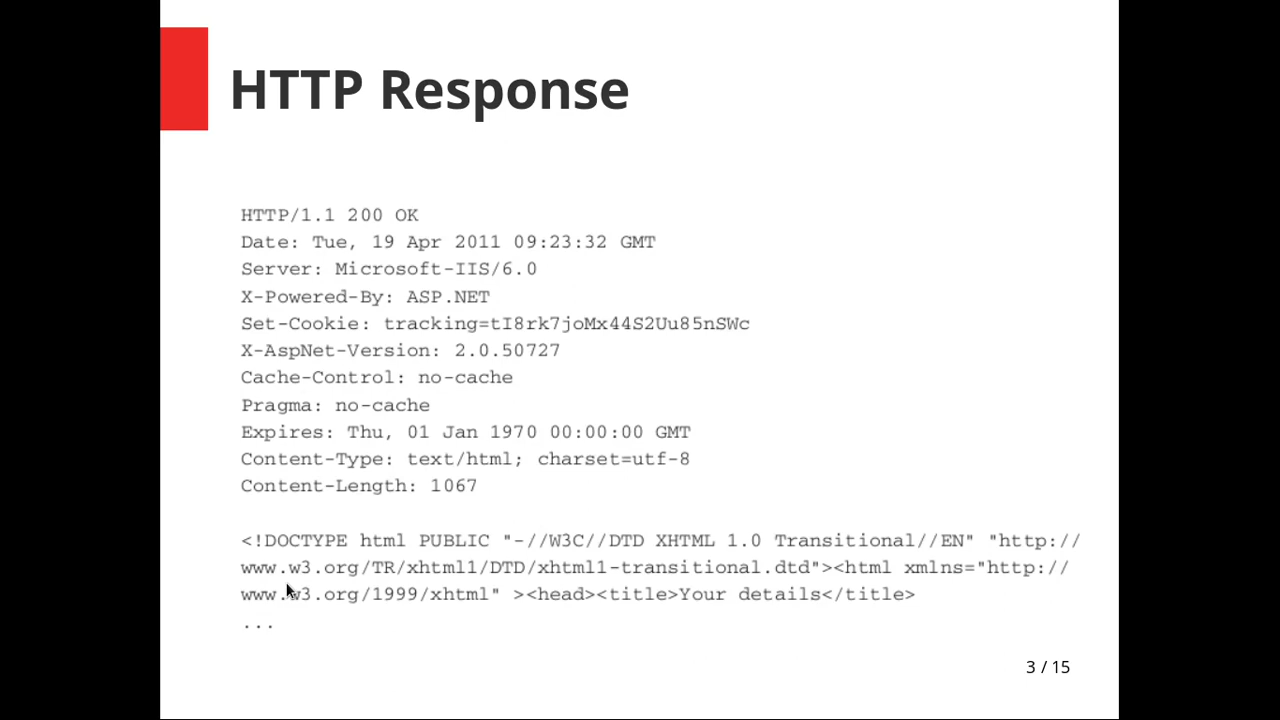 HTTP Response
HTTP/1.1 200 OK
Date: Tue, 19 Apr 2011 09:23:32 GMT
Server: Microsoft-IIS/6.0
X-Powered-By: ASP.NET
Set-Cookie: tracking=tI8rk7joMx44S2Uu85nSWc
X-AspNet-Version: 2.0.50727
Cache-Control: no-cache
Pragma: no-cache
Expires: Thu, 01 Jan 1970 00:00:00 GMT
Content-Type: text/html; charset=utf-8
Content-Length: 1067
<!DOCTYPE html PUBLIC "-//W3C//DTD XHTML 1.0 Transitional//EN" "http://
www.w3.org/TR/xhtml1/DTD/xhtml1-transitional.dtd"><html xmlns="http://
www.w3.org/1999/xhtml" ><head><title>Your details</title>
...
3 / 15